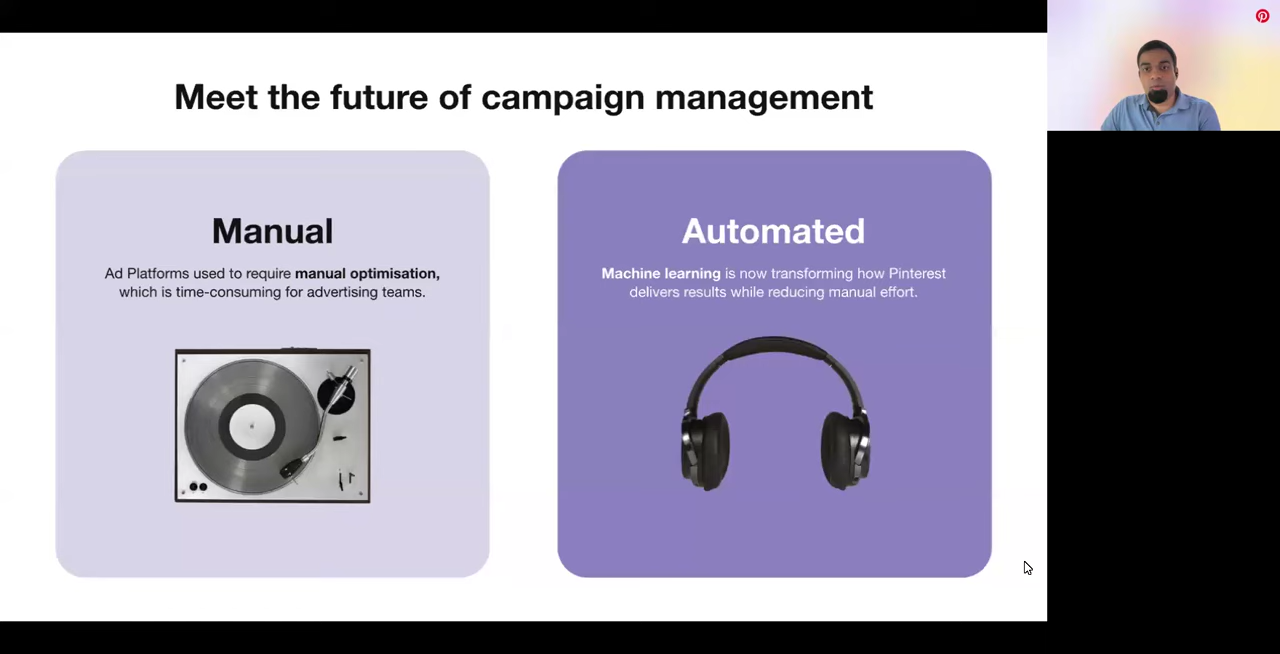 Meet the future of campaign management
Manual
Ad Platforms used to require manual optimisation,
which is time-consuming for advertising teams.
Automated
Machine learning is now transforming how Pinterest
delivers results while reducing manual effort.